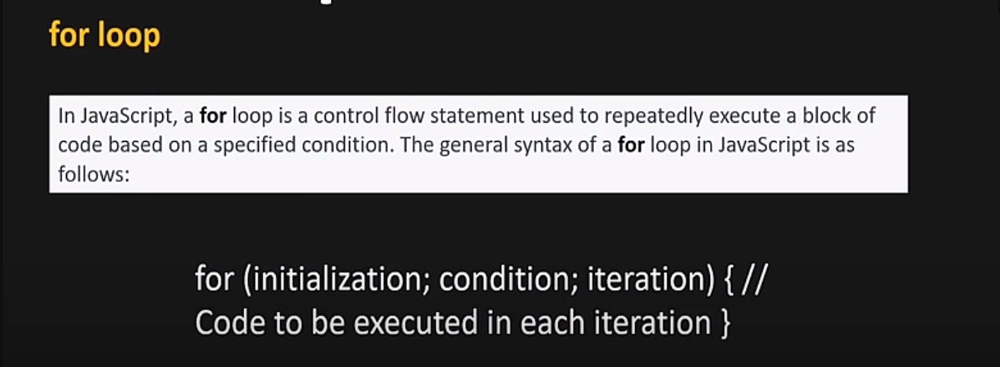 for loop
In JavaScript, a for loop is a control flow statement used to repeatedly execute a block of
code based on a specified condition. The general syntax of a for loop in JavaScript is as
follows:
for (initialization; condition; iteration) { //
Code to be executed in each iteration }